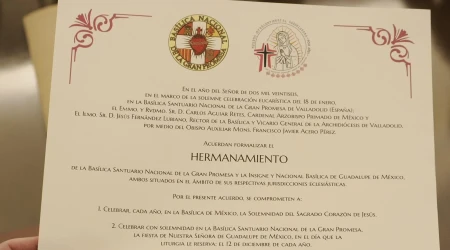 BASÍLICA NACIONAL
DE LA GRAN PROMESA
En el año del Señor de dos mil veintitrés,
en el marco de la solemne celebración eucarística del 18 de enero,
en la Basílica Santuario Nacional de la Gran Promesa de Valladolid (España);
el Emmo. y Rvdmo. Sr. D. Carlos Aguiar Retes, Cardenal Arzobispo Primado de México y
el Ilmo. Sr. D. Jesús Fernández Lubiano, Rector de la Basílica y Vicario General de la Archidiócesis de Valladolid,
por medio del Obispo Auxiliar Mons. Francisco Javier Acero Pérez;
Acuerdan formalizar el
HERMANAMIENTO
de la Basílica Santuario Nacional de la Gran Promesa y la Insigne y Nacional Basílica de Guadalupe de México,
ambos situados en el ámbito de sus respectivas jurisdicciones eclesiásticas.
Por el presente acuerdo, se comprometen a:
1. Celebrar, cada año, en la Basílica de México, la Solemnidad del Sagrado Corazón de Jesús.
2. Celebrar con solemnidad en la Basílica Santuario Nacional de la Gran Promesa,
la fiesta de Nuestra Señora de Guadalupe de México, en el día que la
liturgia le reserva: el 12 de diciembre de cada año.